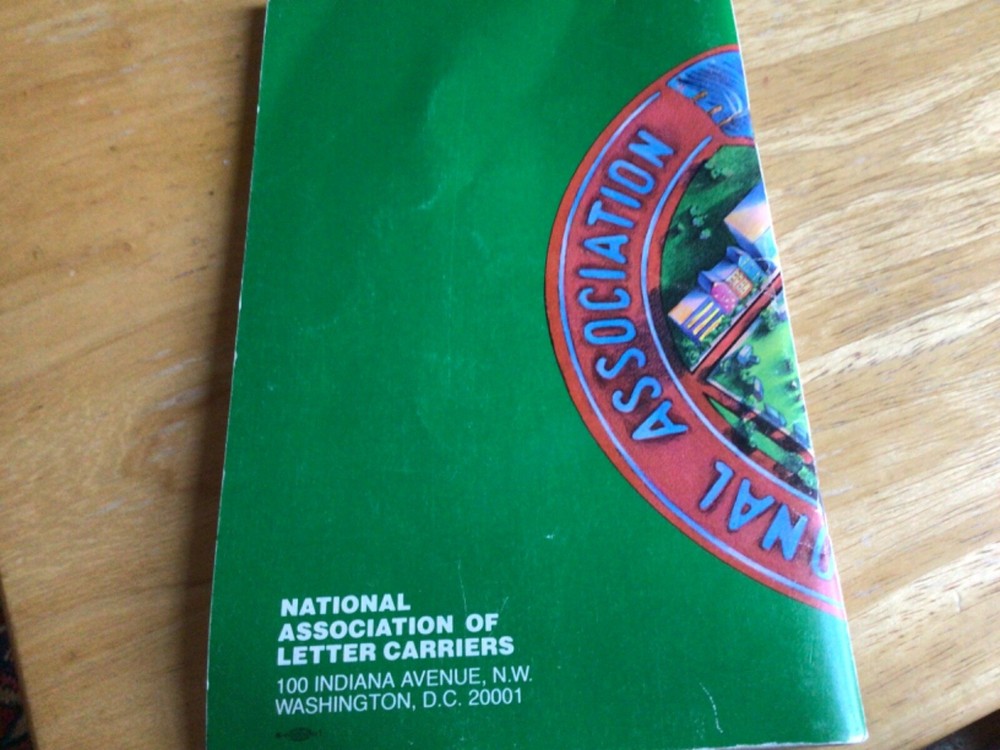 ASSOCIATION
NAL
NATIONAL
ASSOCIATION OF
LETTER CARRIERS
100 INDIANA AVENUE, N.W.
WASHINGTON, D.C. 20001